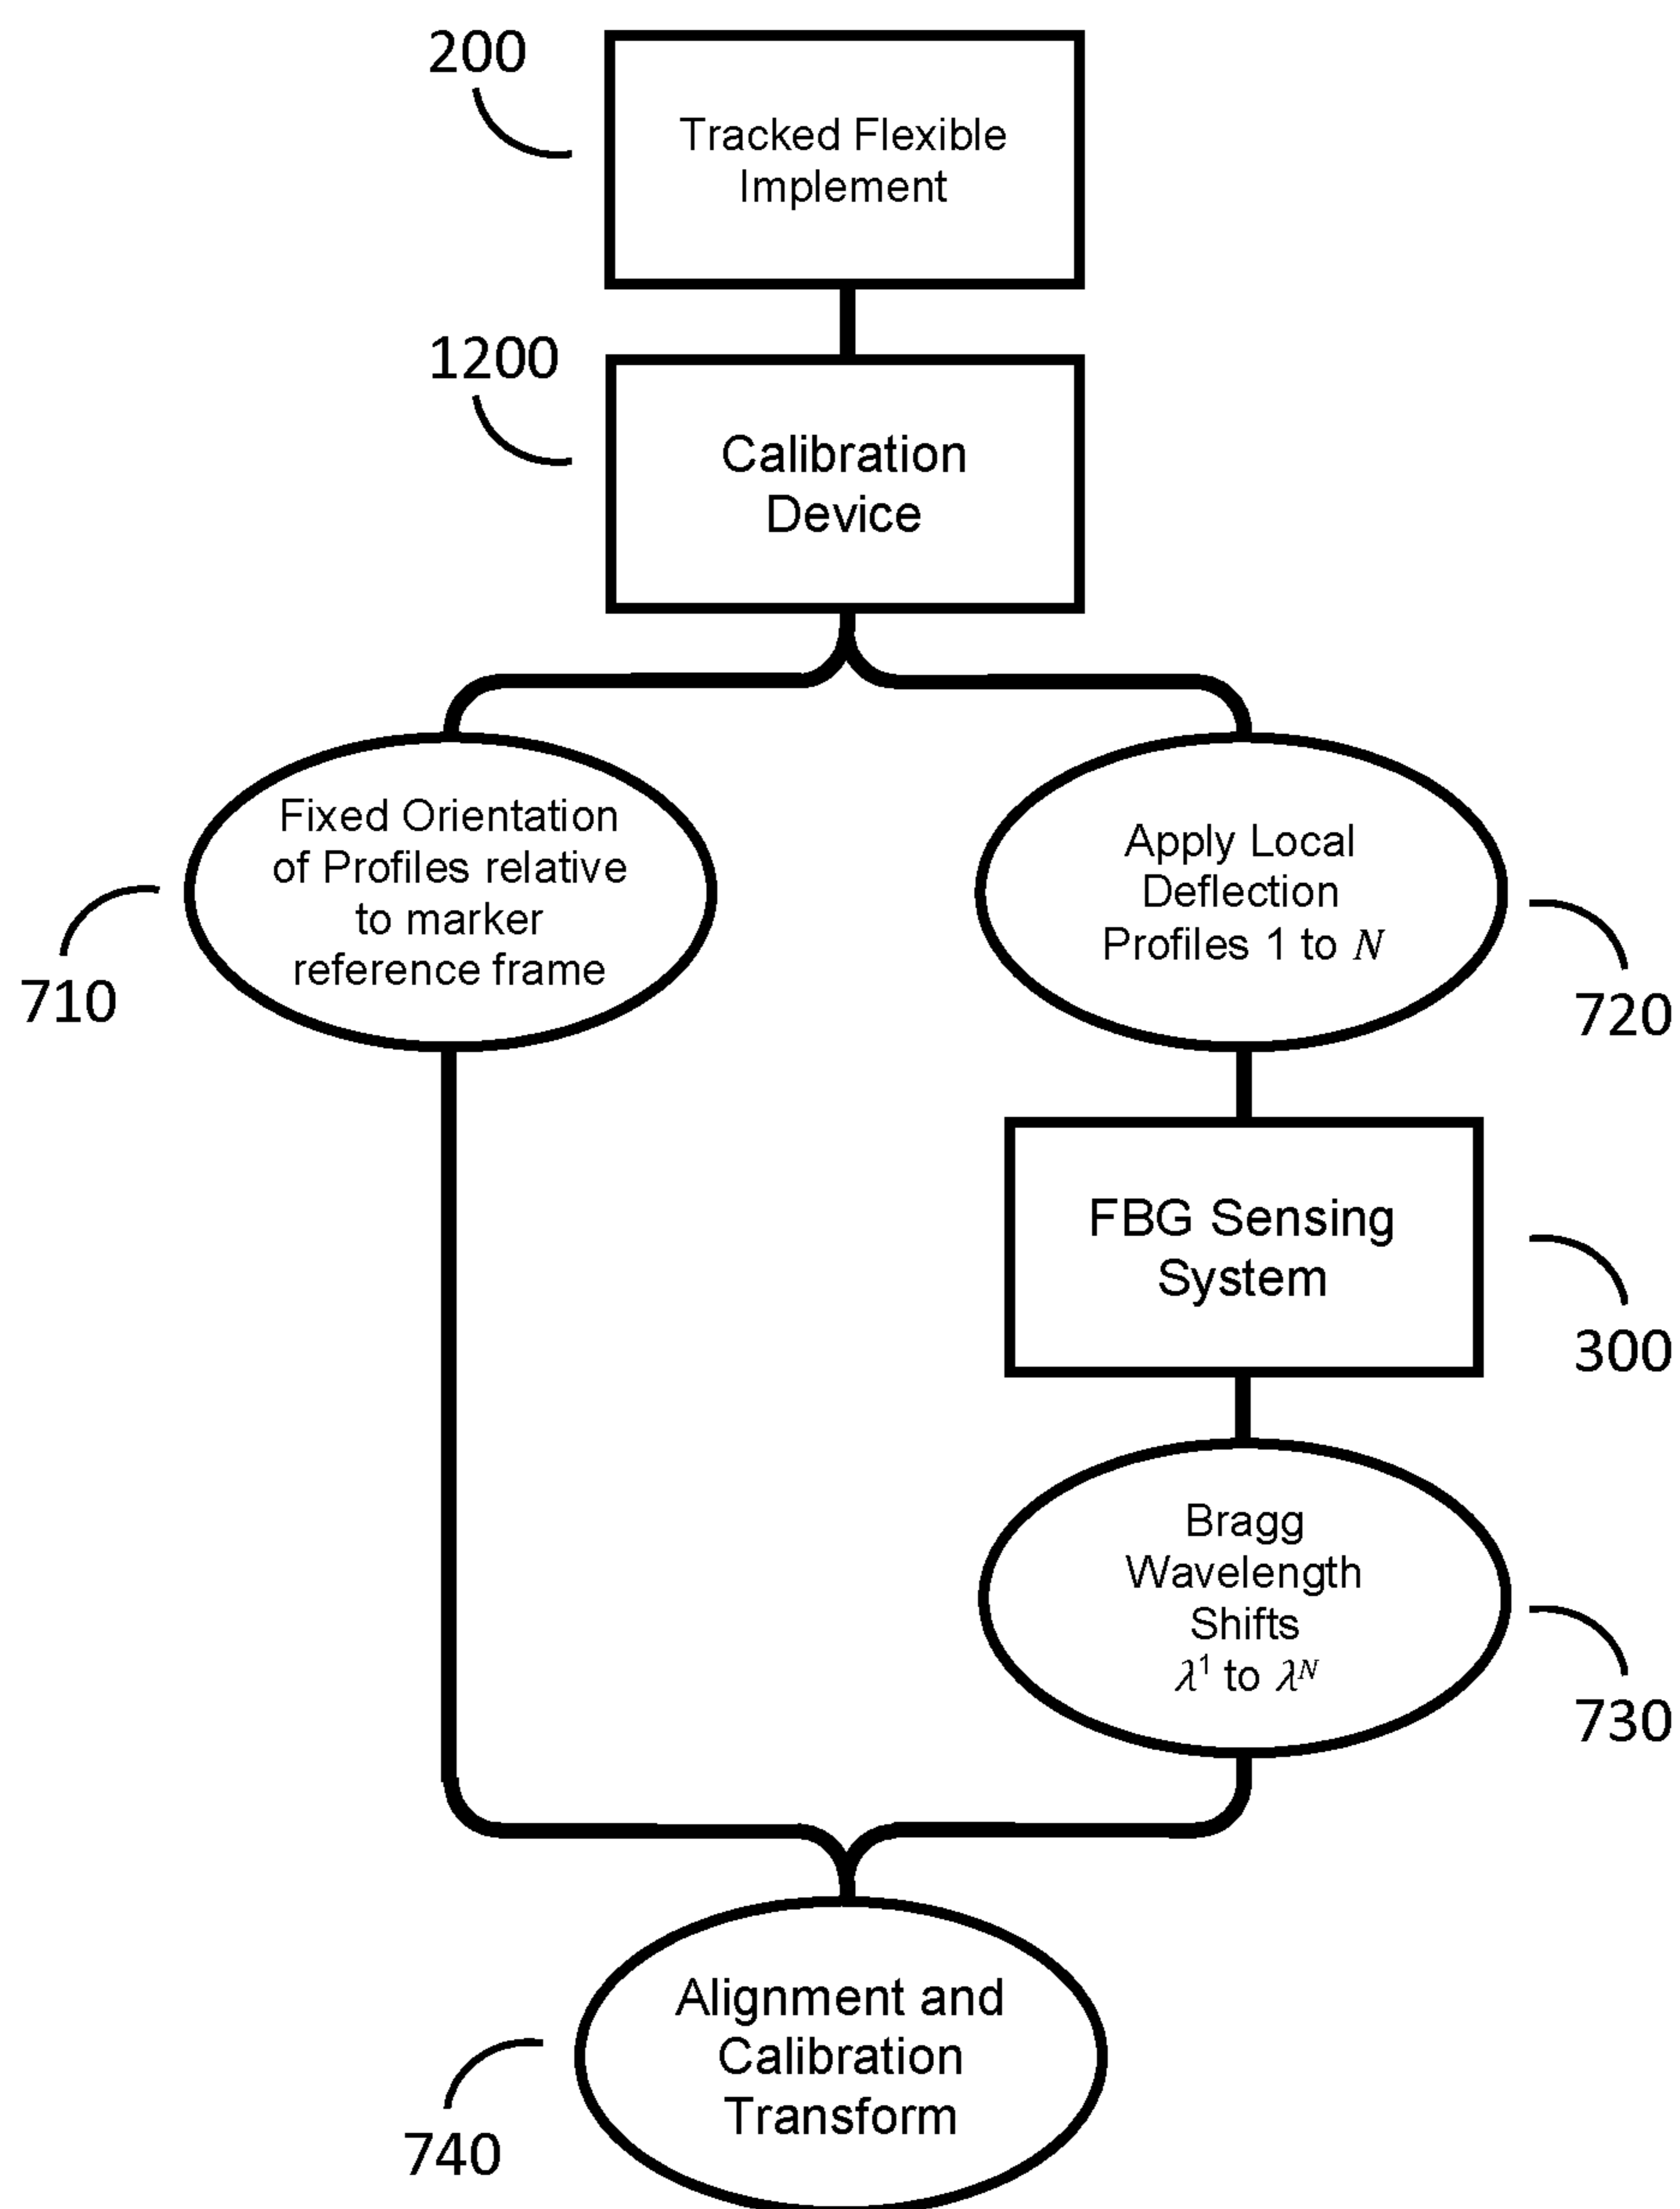 200
Tracked Flexible
Implement
1200
Calibration
Device
Fixed Orientation
of Profiles relative
to marker
reference frame
710
Apply Local
Deflection
Profiles 1 to N
720
FBG Sensing
System
300
Bragg
Wavelength
Shifts
λ¹ to λᴺ
730
Alignment and
Calibration
Transform
740